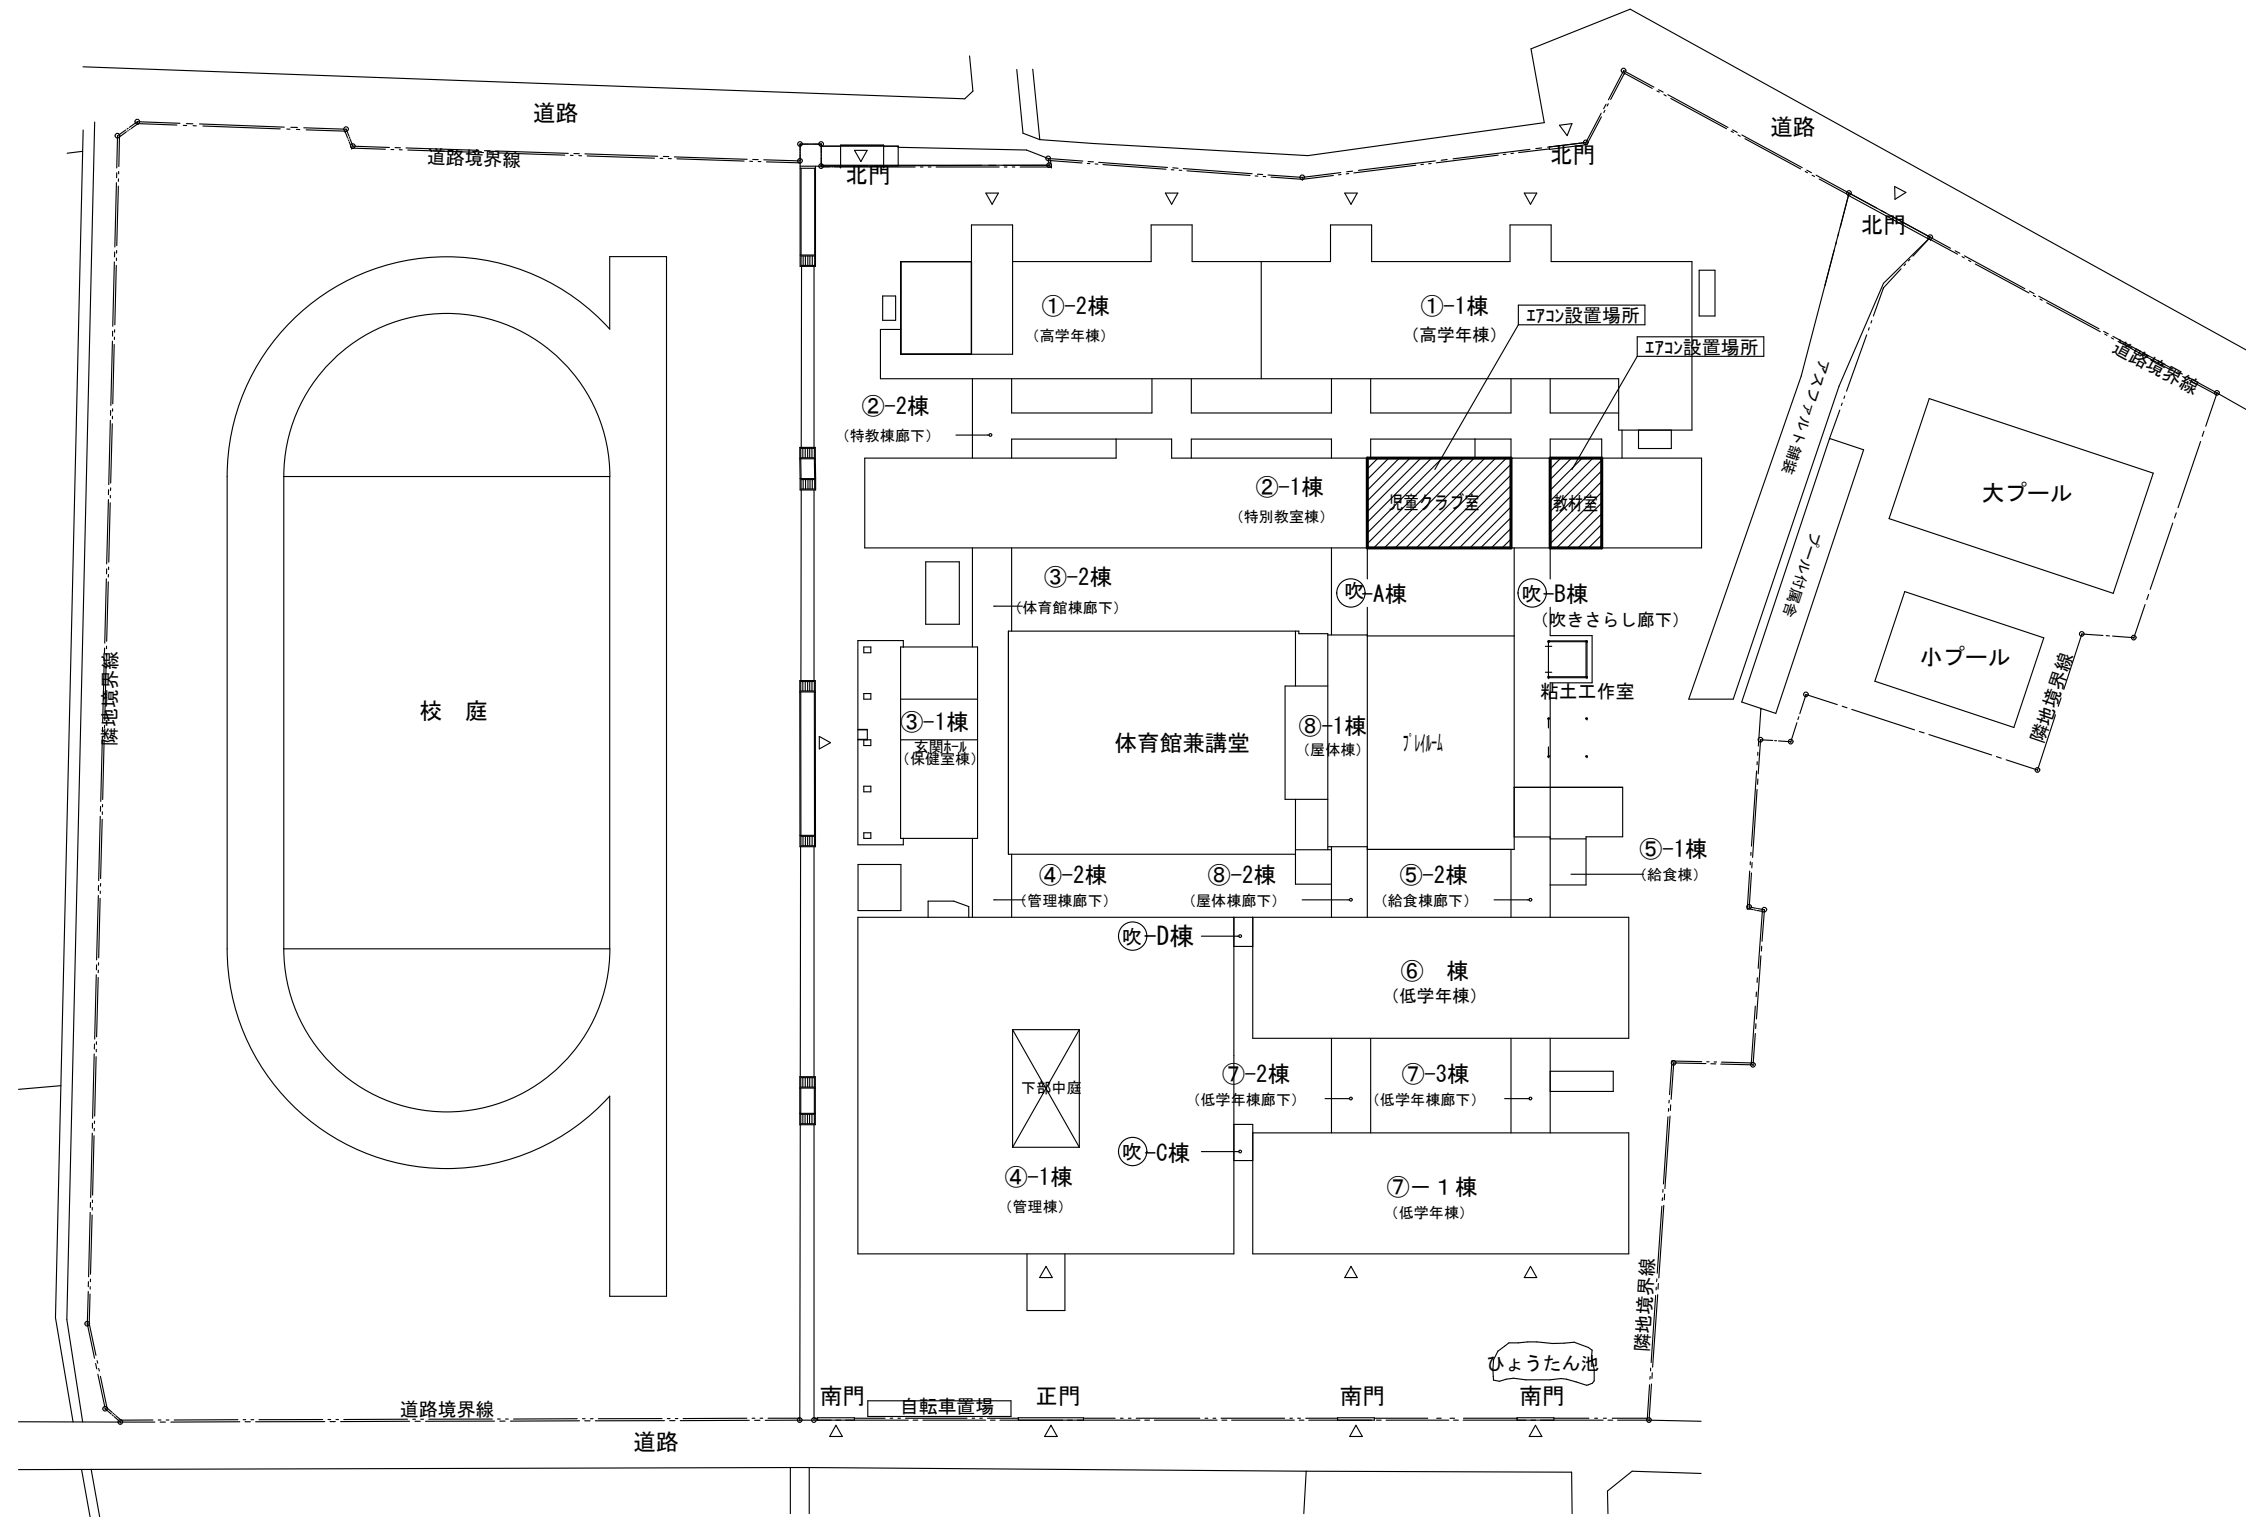 道路
道路
道路境界線
北門
北門
北門
①-2棟
(高学年棟)
①-1棟
(高学年棟)
ｴｱｺﾝ設置場所
ｴｱｺﾝ設置場所
道路境界線
アスファルト舗装
②-2棟
(特教棟廊下)
②-1棟
(特別教室棟)
児童クラブ室
教材室
大プール
プール付属舎
小プール
隣地境界線
③-2棟
(体育館棟廊下)
吹-A棟
吹-B棟
(吹きさらし廊下)
粘土工作室
隣地境界線
校 庭
③-1棟
玄関ホール
(保健室棟)
体育館兼講堂
⑧-1棟
(屋体棟)
ﾌﾟﾚｲﾙｰﾑ
⑤-1棟
(給食棟)
④-2棟
(管理棟廊下)
⑧-2棟
(屋体棟廊下)
⑤-2棟
(給食棟廊下)
吹-D棟
⑥ 棟
(低学年棟)
下部中庭
⑦-2棟
(低学年棟廊下)
⑦-3棟
(低学年棟廊下)
吹-C棟
④-1棟
(管理棟)
⑦－１棟
(低学年棟)
隣地境界線
ひょうたん池
南門
自転車置場
正門
南門
南門
道路境界線
道路